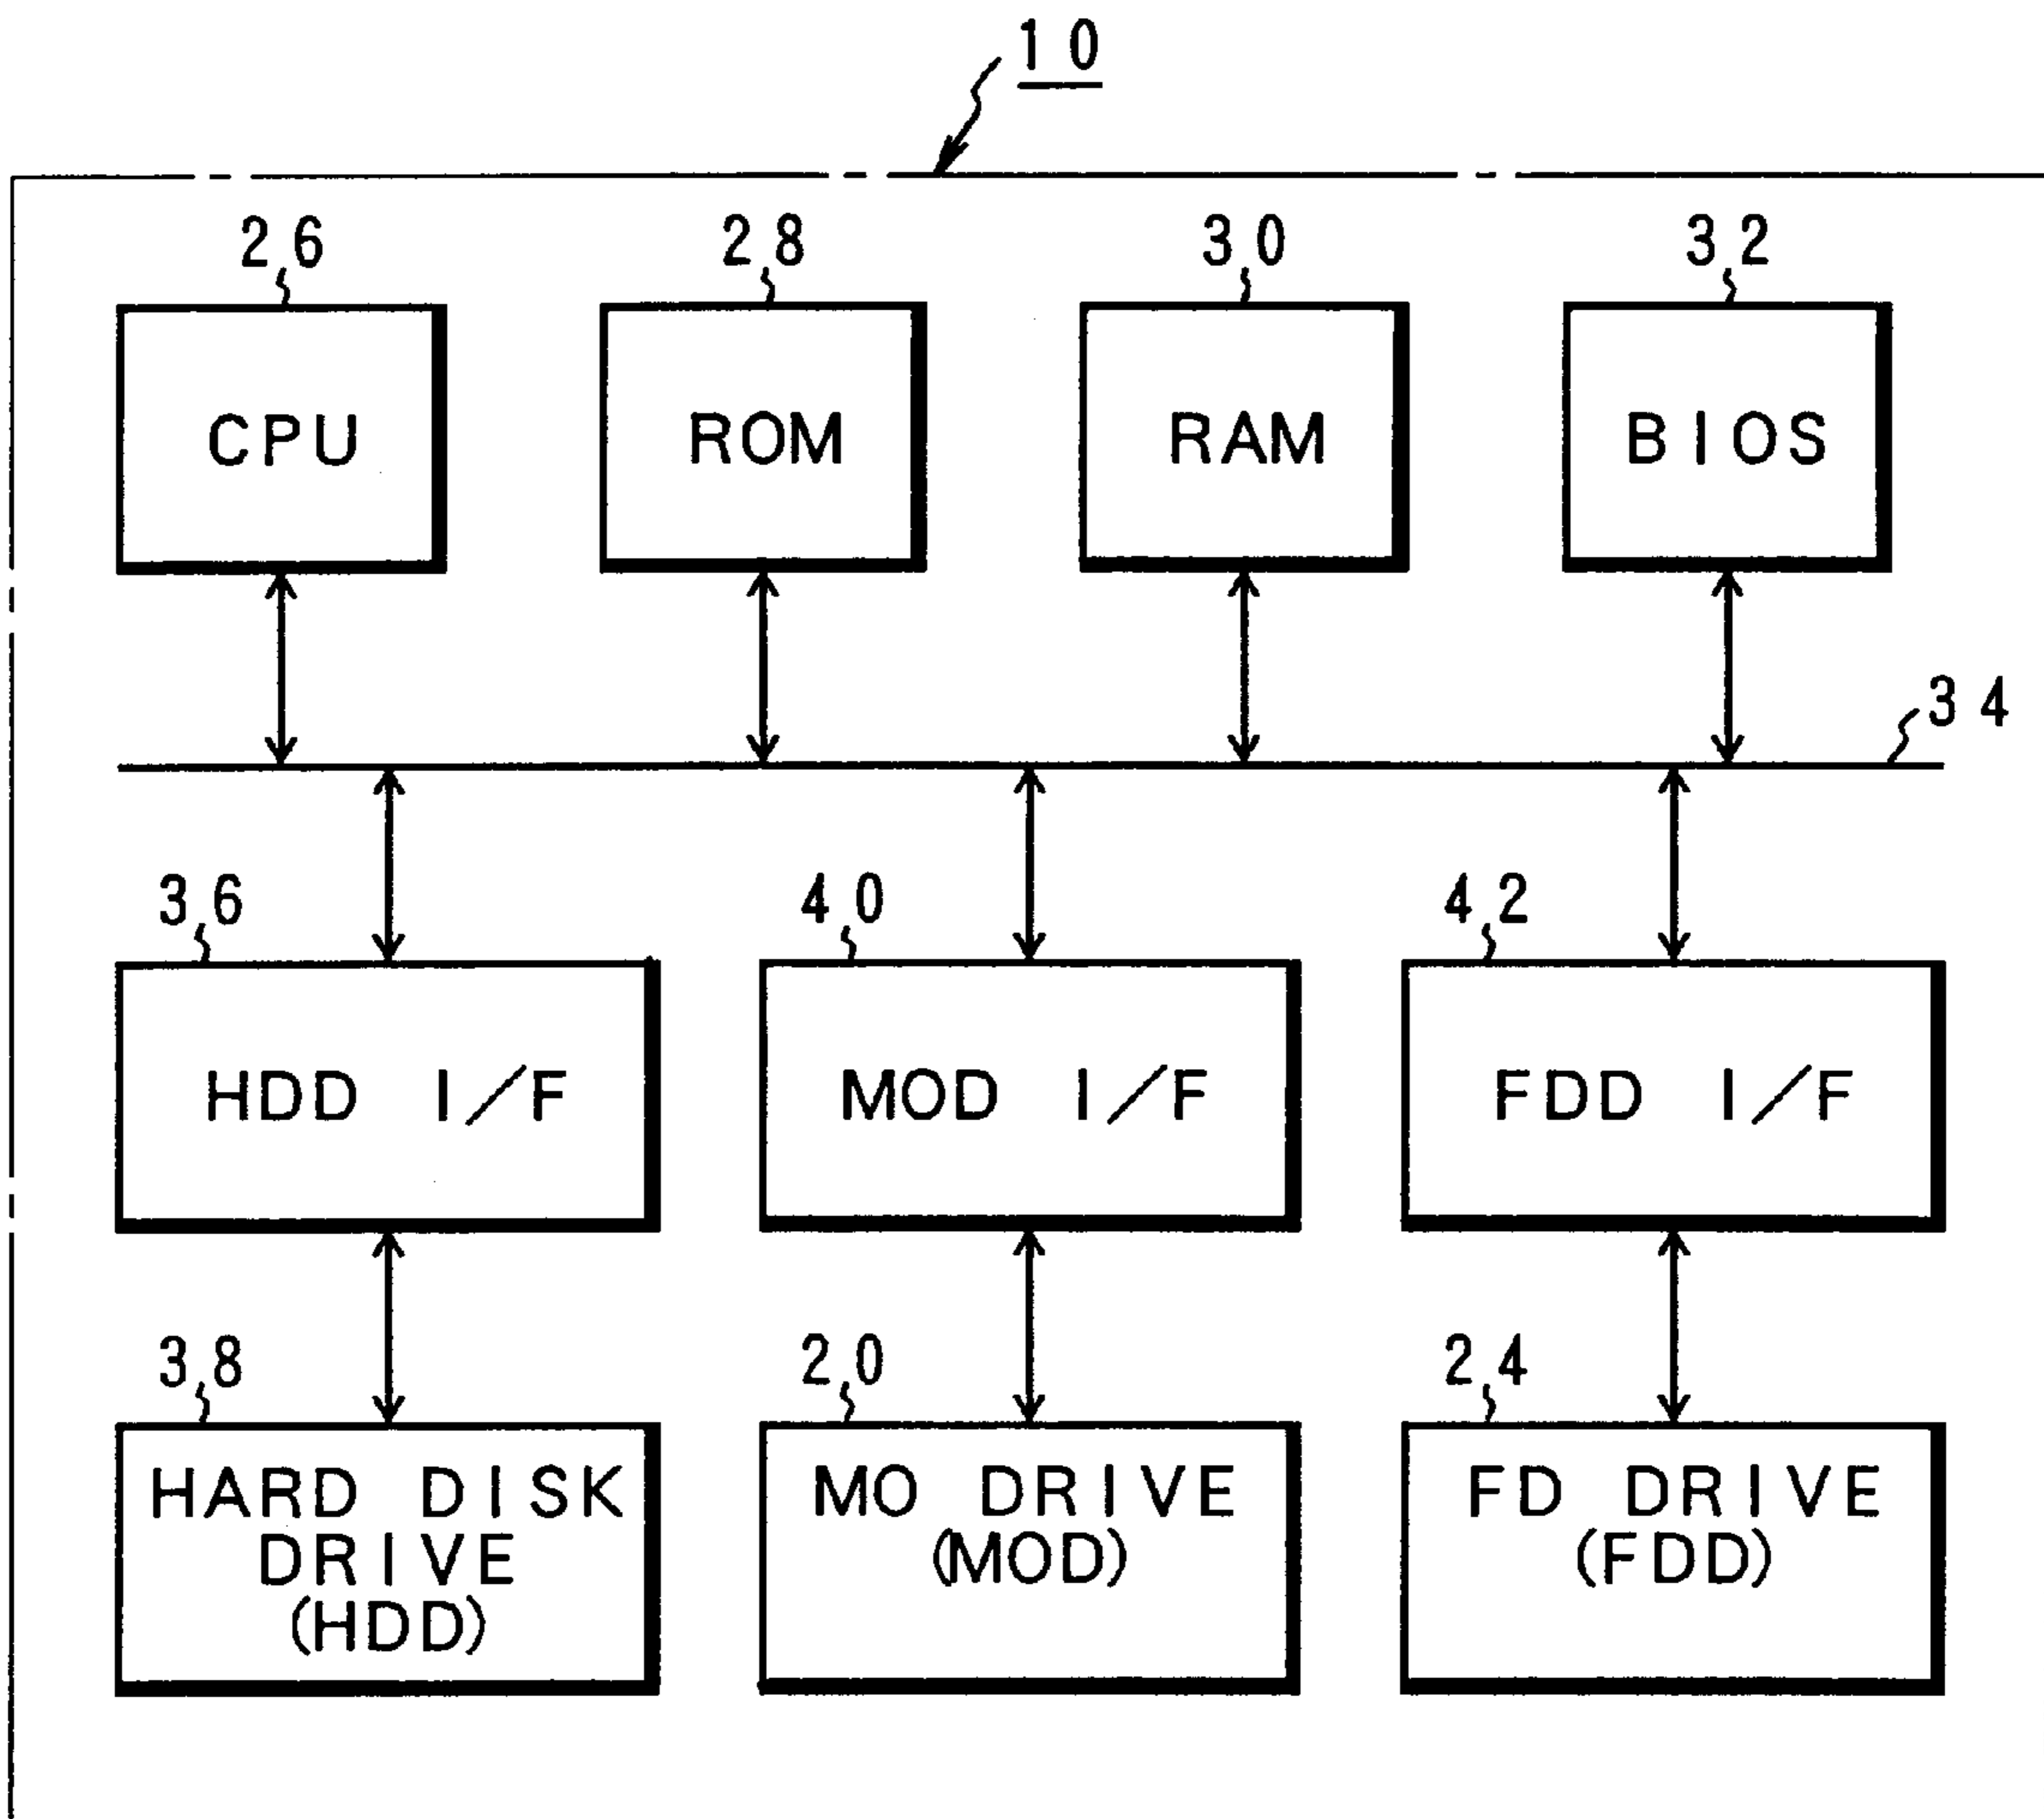 10
26 28 30 32
CPU ROM RAM BIOS
34
36 40 42
HDD I/F MOD I/F FDD I/F
38 20 24
HARD DISK
DRIVE
(HDD)
MO DRIVE
(MOD)
FD DRIVE
(FDD)